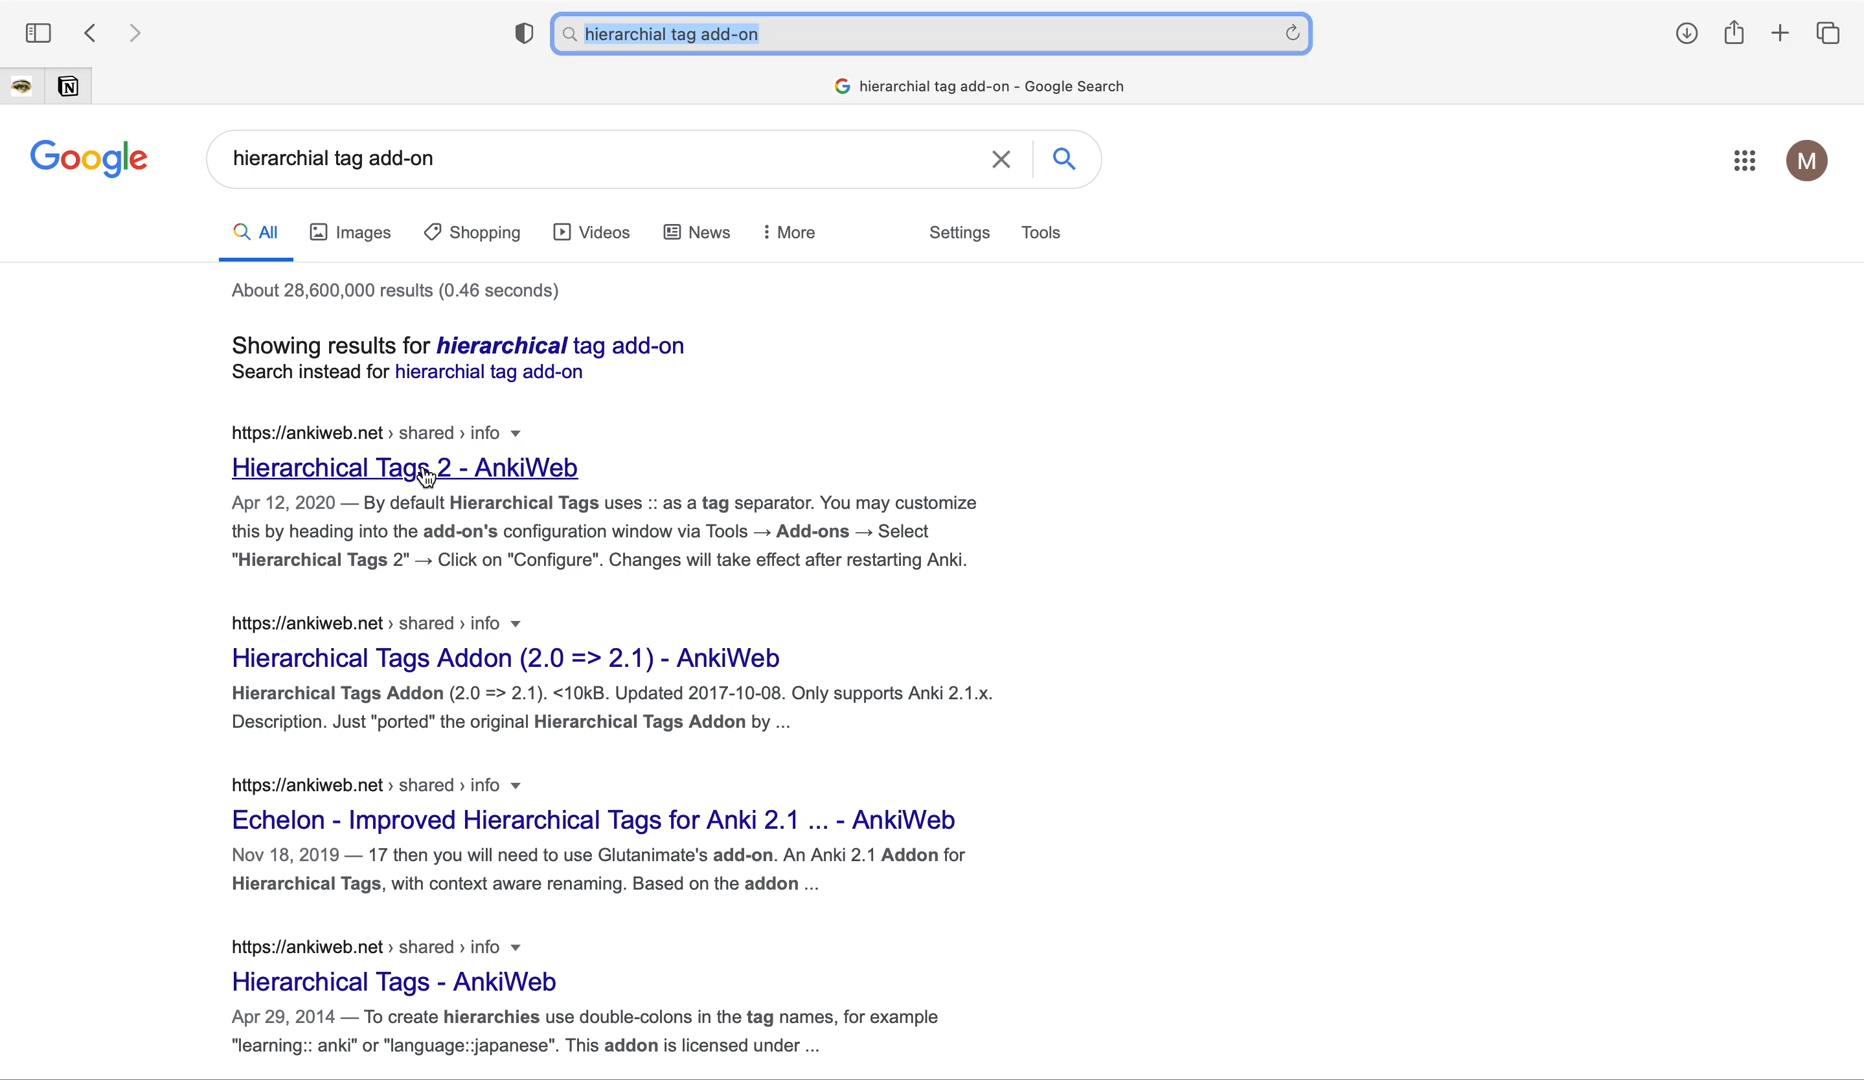 hierarchial tag add-on
hierarchial tag add-on - Google Search
Google
hierarchial tag add-on
M
All Images Shopping Videos News More Settings Tools
About 28,600,000 results (0.46 seconds)
Showing results for hierarchical tag add-on
Search instead for hierarchial tag add-on
https://ankiweb.net › shared › info
Hierarchical Tags 2 - AnkiWeb
Apr 12, 2020 — By default Hierarchical Tags uses :: as a tag separator. You may customize
this by heading into the add-on's configuration window via Tools → Add-ons → Select
"Hierarchical Tags 2" → Click on "Configure". Changes will take effect after restarting Anki.
https://ankiweb.net › shared › info
Hierarchical Tags Addon (2.0 => 2.1) - AnkiWeb
Hierarchical Tags Addon (2.0 => 2.1). <10kB. Updated 2017-10-08. Only supports Anki 2.1.x.
Description. Just "ported" the original Hierarchical Tags Addon by ...
https://ankiweb.net › shared › info
Echelon - Improved Hierarchical Tags for Anki 2.1 ... - AnkiWeb
Nov 18, 2019 — 17 then you will need to use Glutanimate's add-on. An Anki 2.1 Addon for
Hierarchical Tags, with context aware renaming. Based on the addon ...
https://ankiweb.net › shared › info
Hierarchical Tags - AnkiWeb
Apr 29, 2014 — To create hierarchies use double-colons in the tag names, for example
"learning:: anki" or "language::japanese". This addon is licensed under ...